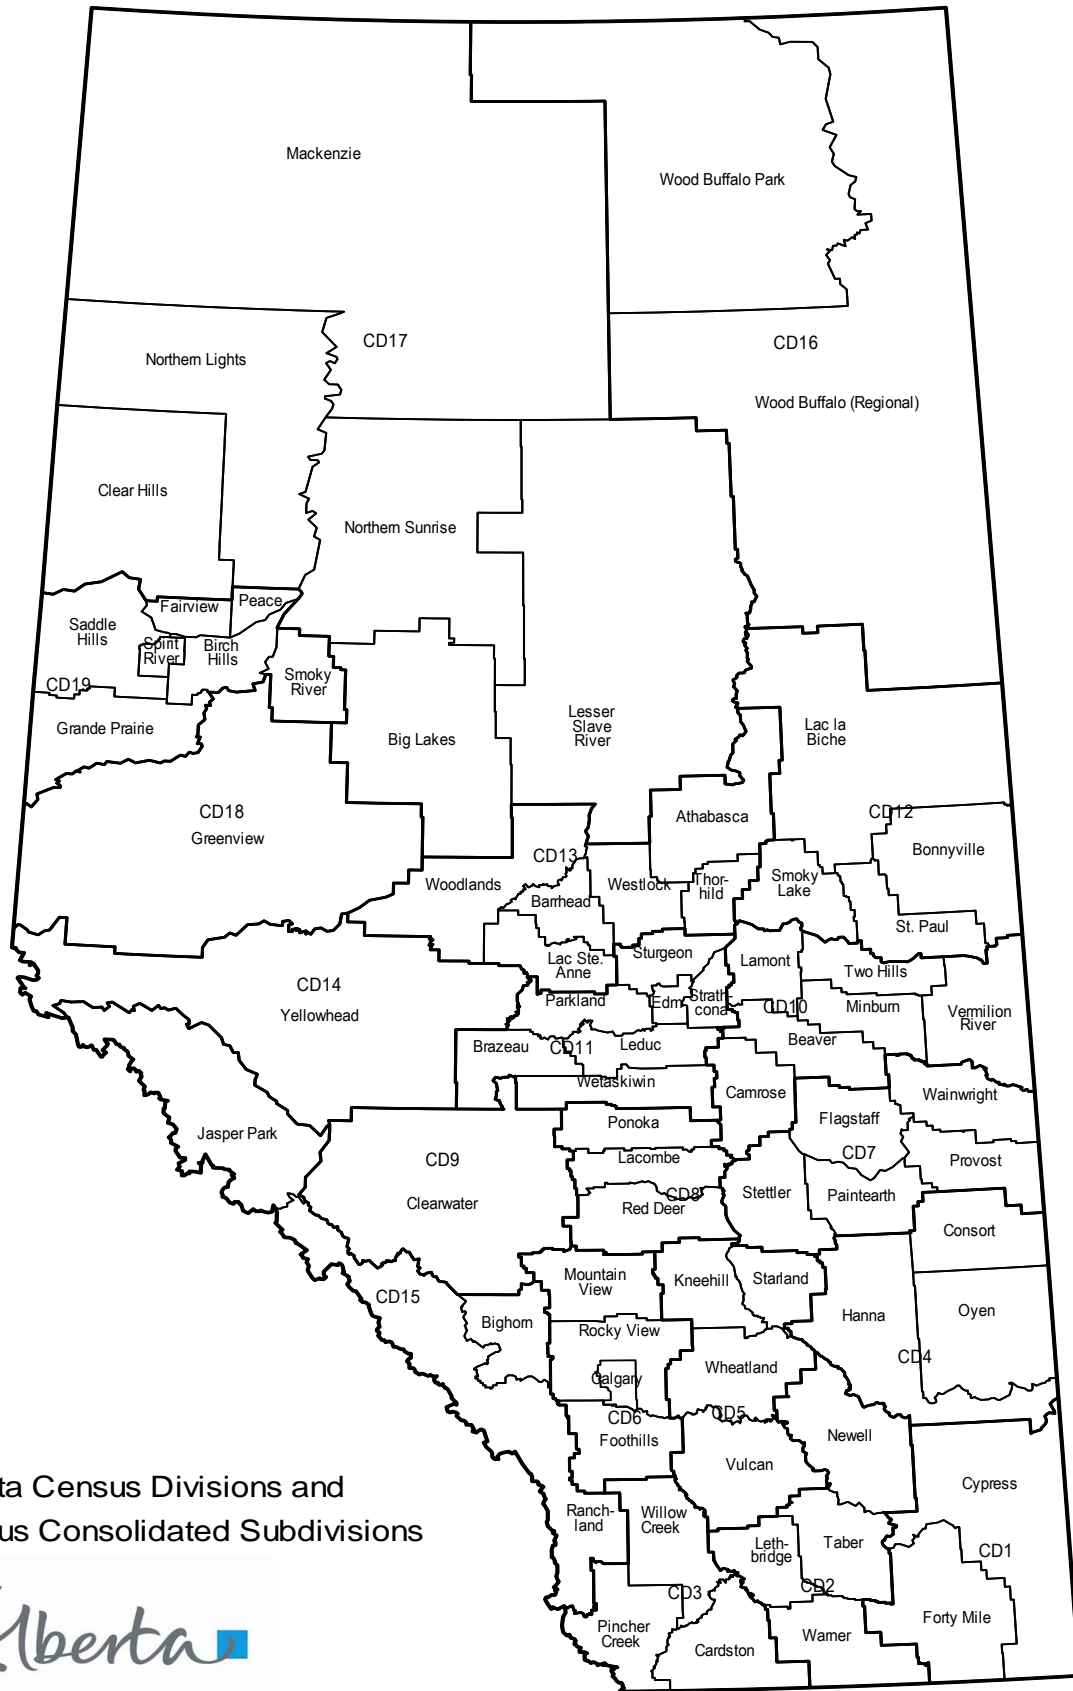 Mackenzie
Wood Buffalo Park
CD17
CD16
Northern Lights
Wood Buffalo (Regional)
Clear Hills
Northern Sunrise
Fairview
Peace
Saddle
Hills
Spirit
River
Birch
Hills
Smoky
River
CD19
Grande Prairie
Big Lakes
Lesser
Slave
River
Lac la
Biche
CD18
Greenview
Athabasca
CD12
Bonnyville
CD13
Woodlands
Barrhead
Westlock
Thor-
hild
Smoky
Lake
St. Paul
Lac Ste.
Anne
Sturgeon
Lamont
Two Hills
CD14
Yellowhead
Parkland
Edm
Strath-
cona
CD10
Minburn
Vermilion
River
Brazeau
CD11
Leduc
Beaver
Wetaskiwin
Camrose
Wainwright
Jasper Park
Ponoka
Flagstaff
CD9
Clearwater
Lacombe
CD7
Provost
CD8
Red Deer
Stettler
Paintearth
Consort
CD15
Mountain
View
Kneehill
Starland
Bighorn
Rocky View
Hanna
Oyen
Calgary
Wheatland
CD4
CD6
Foothills
CD5
Newell
Vulcan
Cypress
ta Census Divisions and
us Consolidated Subdivisions
Ranch-
land
Willow
Creek
Leth-
bridge
Taber
CD1
CD3
CD2
Pincher
Creek
Cardston
Warner
Forty Mile
Alberta